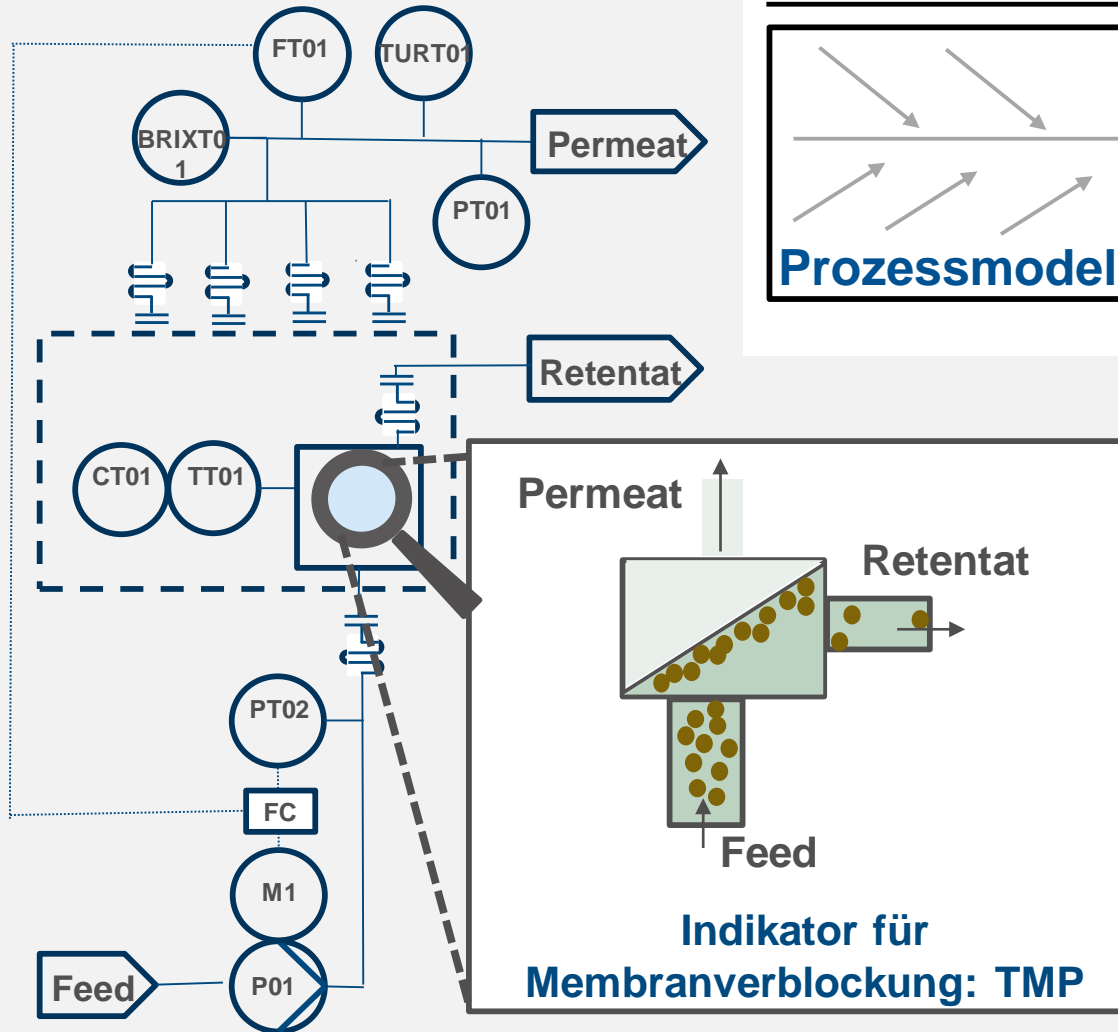 FT01
TURT01
BRIXT0
1
Permeat
PT01
Prozessmodel
Retentat
CT01
TT01
Permeat
Retentat
PT02
FC
Feed
M1
Feed
P01
Indikator für
Membranverblockung: TMP